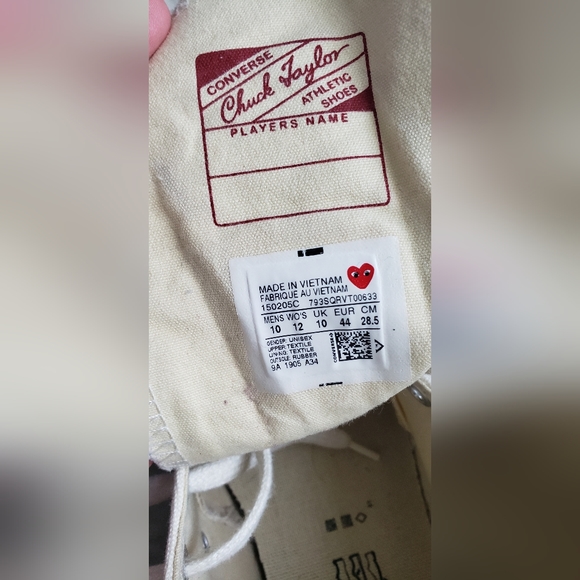 CONVERSE
Chuck Taylor
ATHLETIC
SHOES
PLAYERS NAME
MADE IN VIETNAM
FABRIQUE AU VIETNAM
150205C 793SQRVT00633
MENS WO'S UK EUR CM
10 12 10 44 28.5
GENDER: UNISEX
UPPER: TEXTILE
LINING: TEXTILE
OUTSOLE: RUBBER
9A 1905 A34
CONVERSE